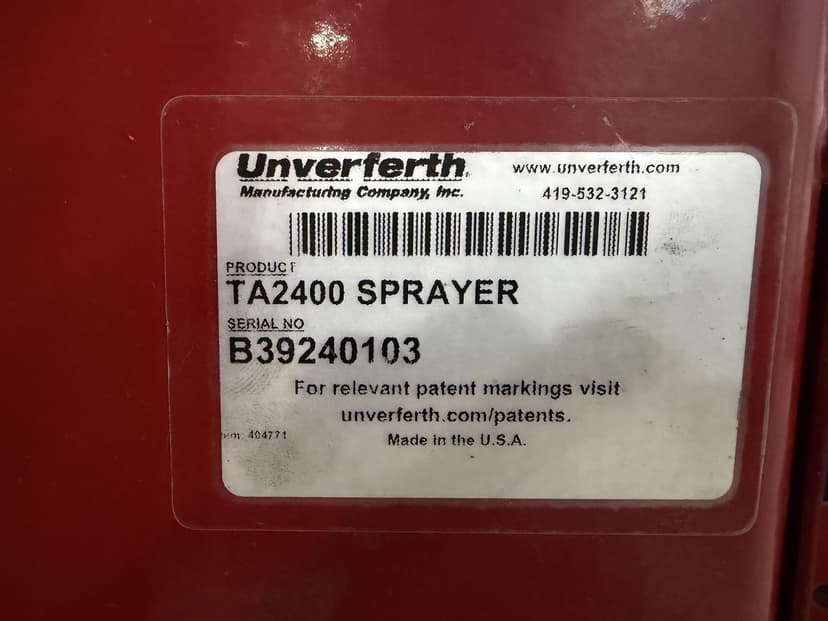 Unverferth
Manufacturing Company, Inc.
www.unverferth.com
419-532-3121
PRODUCT
TA2400 SPRAYER
SERIAL NO
B39240103
For relevant patent markings visit
unverferth.com/patents.
404771
Made in the U.S.A.